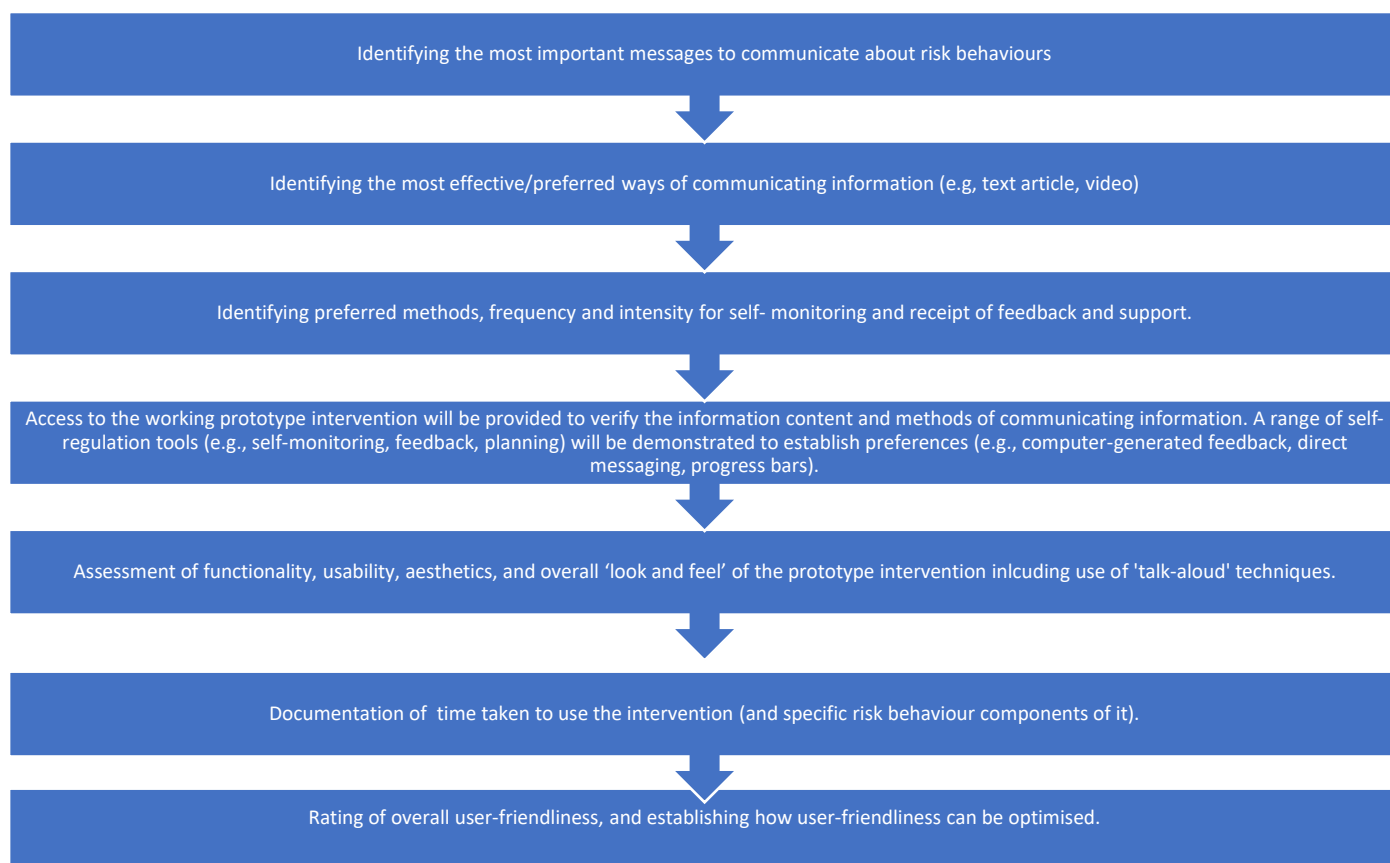 Identifying the most important messages to communicate about risk behaviours
Identifying the most effective/preferred ways of communicating information (e.g, text article, video)
Identifying preferred methods, frequency and intensity for self- monitoring and receipt of feedback and support.
Access to the working prototype intervention will be provided to verify the information content and methods of communicating information. A range of self-
regulation tools (e.g., self-monitoring, feedback, planning) will be demonstrated to establish preferences (e.g., computer-generated feedback, direct
messaging, progress bars).
Assessment of functionality, usability, aesthetics, and overall ‘look and feel’ of the prototype intervention inlcuding use of 'talk-aloud' techniques.
Documentation of time taken to use the intervention (and specific risk behaviour components of it).
Rating of overall user-friendliness, and establishing how user-friendliness can be optimised.